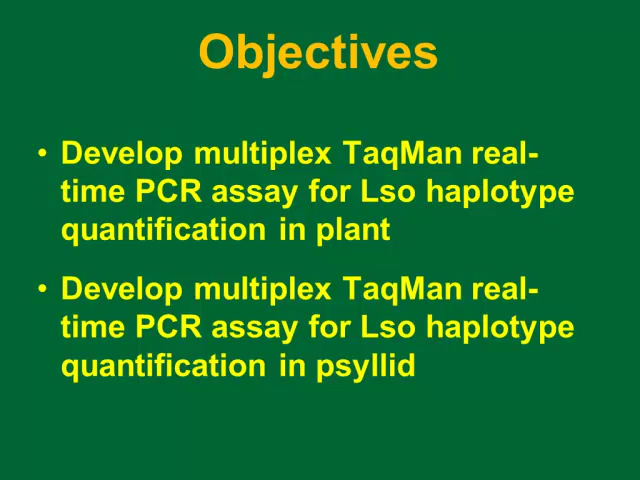 Objectives
• Develop multiplex TaqMan real-
time PCR assay for Lso haplotype
quantification in plant
• Develop multiplex TaqMan real-
time PCR assay for Lso haplotype
quantification in psyllid